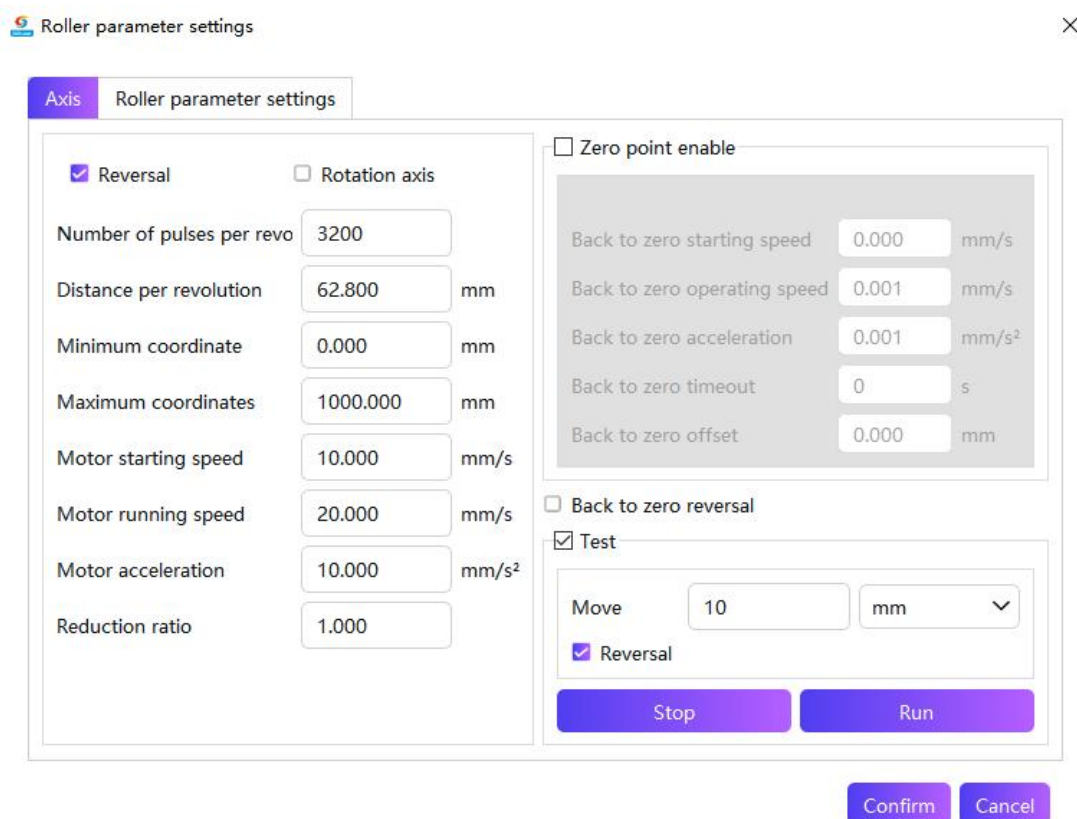 Roller parameter settings
Axis
Roller parameter settings
Reversal
Rotation axis
Number of pulses per revo
3200
Distance per revolution
62.800
mm
Minimum coordinate
0.000
mm
Maximum coordinates
1000.000
mm
Motor starting speed
10.000
mm/s
Motor running speed
20.000
mm/s
Motor acceleration
10.000
mm/s²
Reduction ratio
1.000
Zero point enable
Back to zero starting speed
0.000
mm/s
Back to zero operating speed
0.001
mm/s
Back to zero acceleration
0.001
mm/s²
Back to zero timeout
0
s
Back to zero offset
0.000
mm
Back to zero reversal
Test
Move
10
mm
Reversal
Stop
Run
Confirm
Cancel